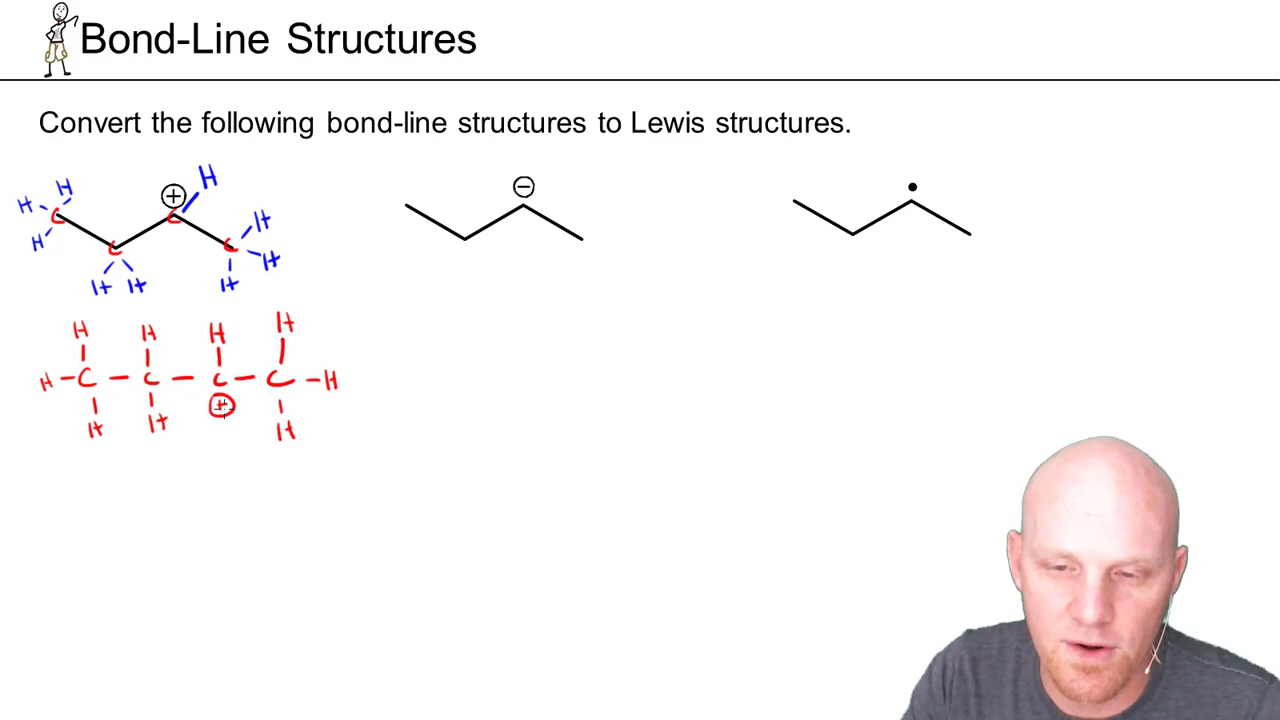 Bond-Line Structures
Convert the following bond-line structures to Lewis structures.
H H + H
H C C H
C C H
H H H
−
•
H H H H
H – C – C – C – C – H
+
H H H